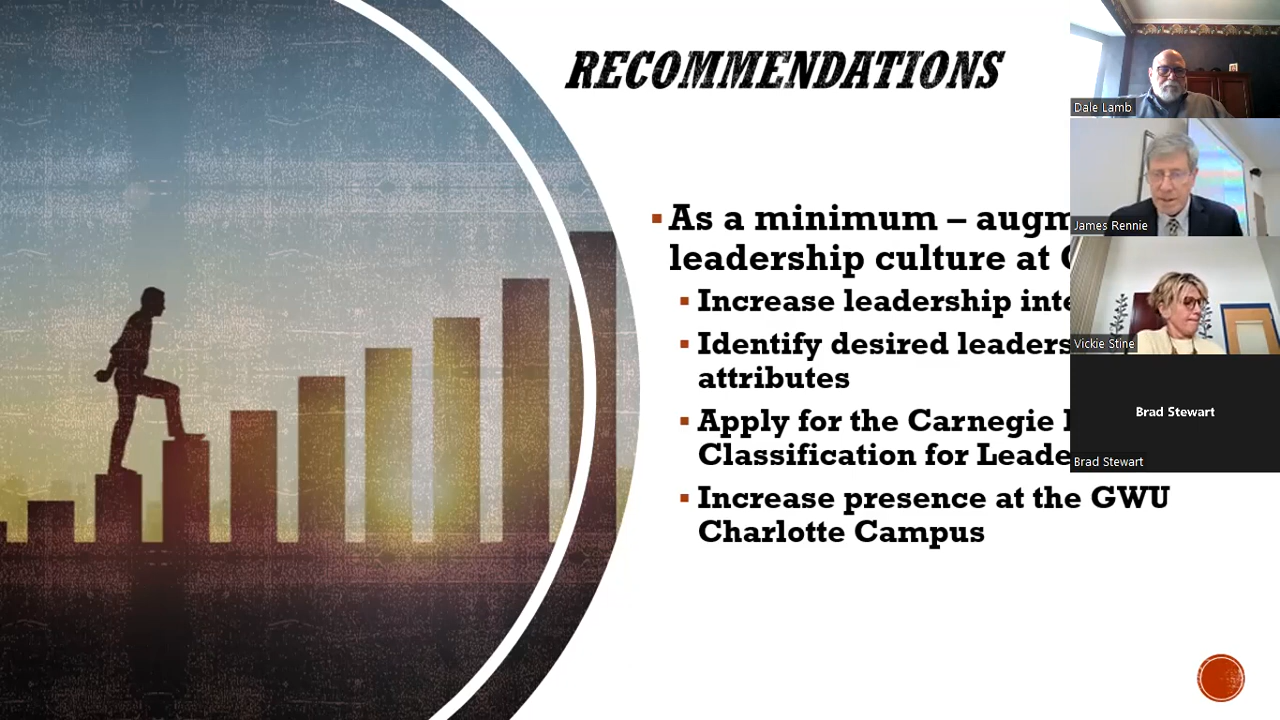 RECOMMENDATIONS
As a minimum – augm
leadership culture at
Increase leadership inte
Identify desired leaders
attributes
Apply for the Carnegie
Classification for Leade
Increase presence at the GWU
Charlotte Campus
Dale Lamb
James Rennie
Vickie Stine
Brad Stewart
Brad Stewart